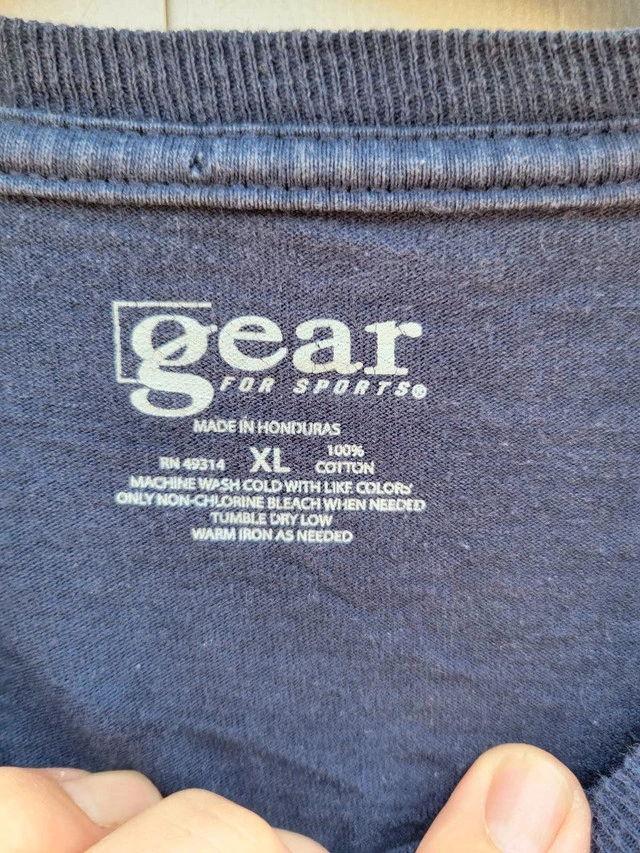 gear
FOR SPORTS®
MADE IN HONDURAS
RN 49314 XL 100% COTTON
MACHINE WASH COLD WITH LIKE COLORS
ONLY NON-CHLORINE BLEACH WHEN NEEDED
TUMBLE DRY LOW
WARM IRON AS NEEDED